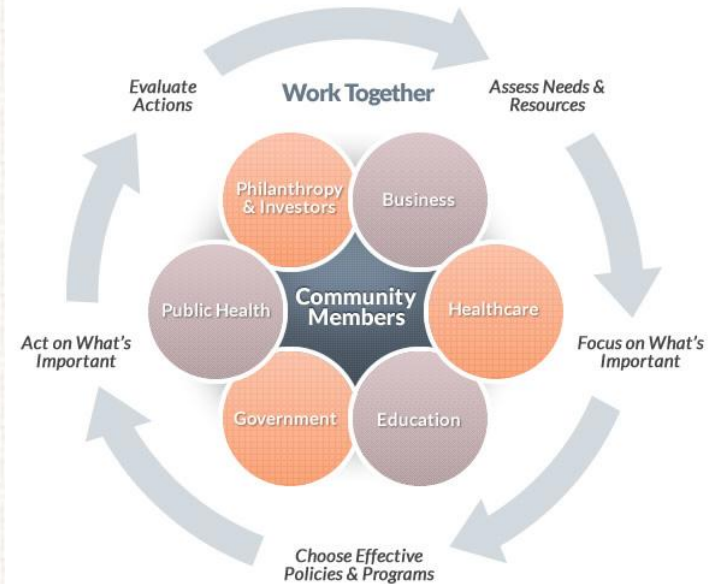 Evaluate
Actions
Work Together
Assess Needs &
Resources
Philanthropy
& Investors
Business
Public Health
Community
Members
Healthcare
Act on What's
Important
Focus on What's
Important
Government
Education
Choose Effective
Policies & Programs